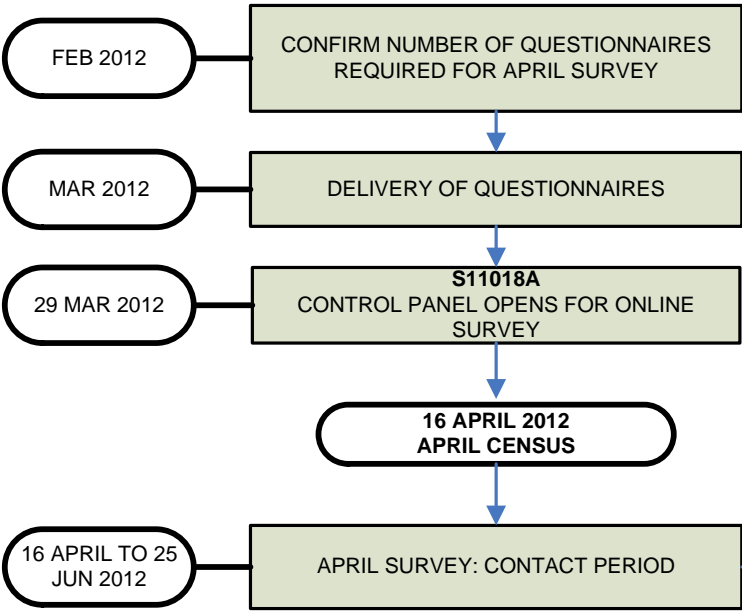 FEB 2012
CONFIRM NUMBER OF QUESTIONNAIRES
REQUIRED FOR APRIL SURVEY
MAR 2012
DELIVERY OF QUESTIONNAIRES
29 MAR 2012
S11018A
CONTROL PANEL OPENS FOR ONLINE
SURVEY
16 APRIL 2012
APRIL CENSUS
16 APRIL TO 25
JUN 2012
APRIL SURVEY: CONTACT PERIOD